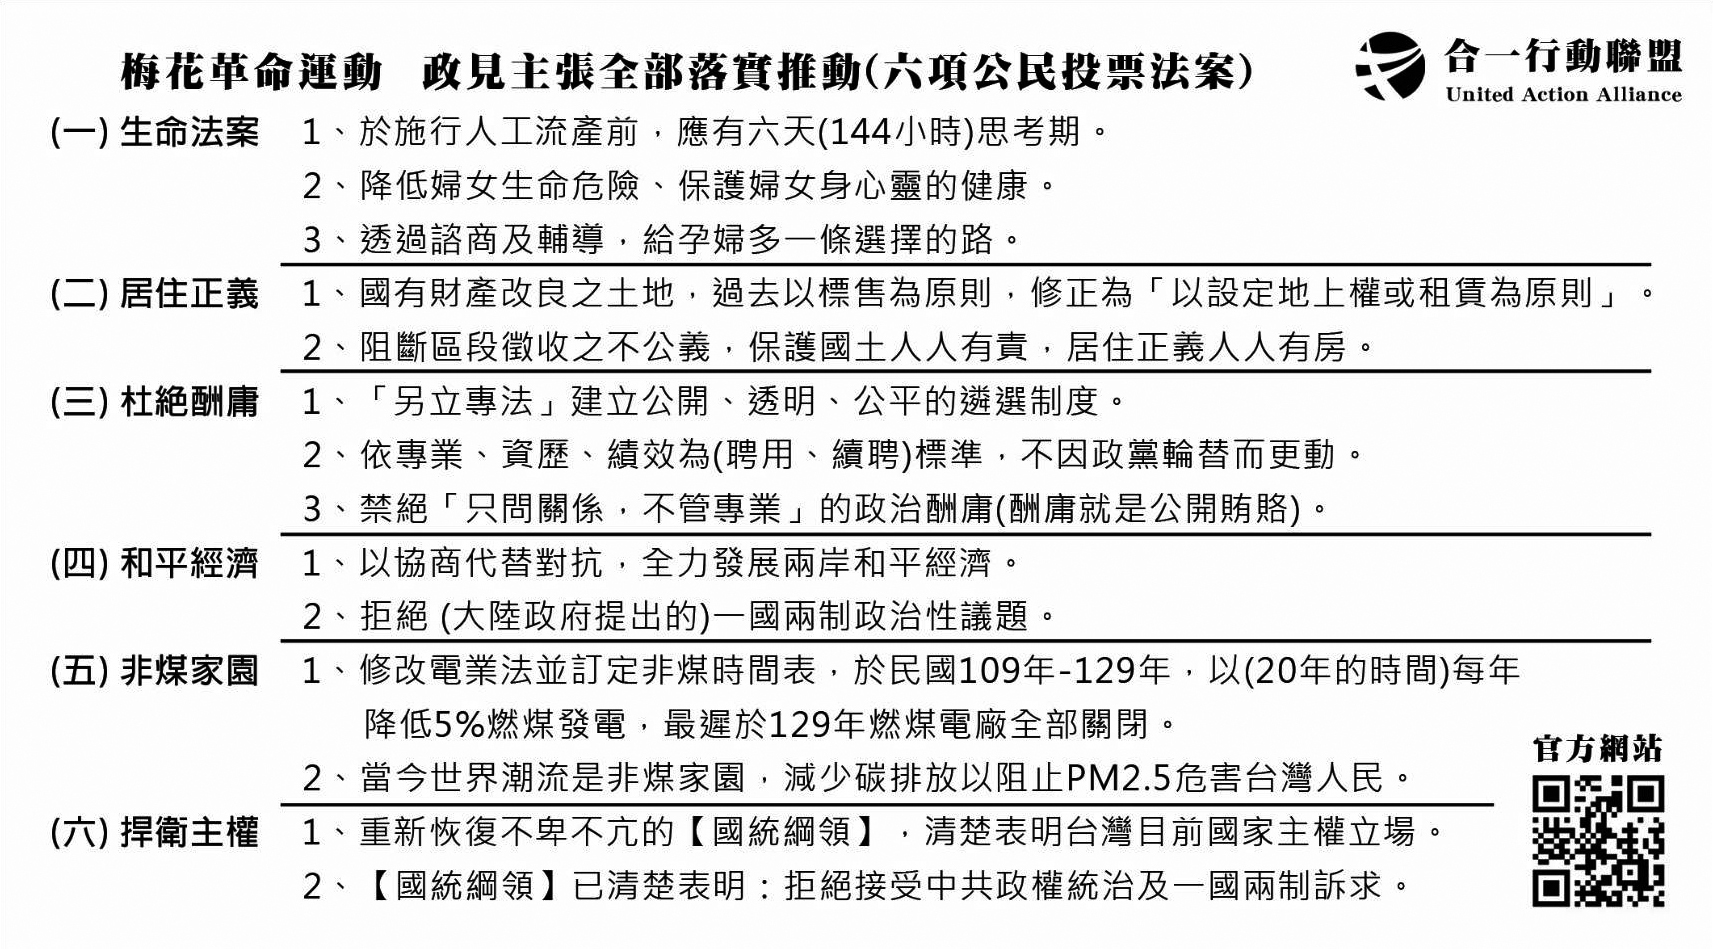 梅花革命運動 政見主張全部落實推動(六項公民投票法案)
合一行動聯盟
United Action Alliance
(一) 生命法案 1、於施行人工流產前，應有六天(144小時)思考期。
2、降低婦女生命危險、保護婦女身心靈的健康。
3、透過諮商及輔導，給孕婦多一條選擇的路。
(二) 居住正義 1、國有財產改良之土地，過去以標售為原則，修正為「以設定地上權或租賃為原則」。
2、阻斷區段徵收之不公義，保護國土人人有責，居住正義人人有房。
(三) 杜絕酬庸 1、「另立專法」建立公開、透明、公平的遴選制度。
2、依專業、資歷、績效為(聘用、續聘)標準，不因政黨輪替而更動。
3、禁絕「只問關係，不管專業」的政治酬庸(酬庸就是公開賄賂)。
(四) 和平經濟 1、以協商代替對抗，全力發展兩岸和平經濟。
2、拒絕 (大陸政府提出的)一國兩制政治性議題。
(五) 非煤家園 1、修改電業法並訂定非煤時間表，於民國109年-129年，以(20年的時間)每年
降低5%燃煤發電，最遲於129年燃煤電廠全部關閉。
2、當今世界潮流是非煤家園，減少碳排放以阻止PM2.5危害台灣人民。
(六) 捍衛主權 1、重新恢復不卑不亢的【國統綱領】，清楚表明台灣目前國家主權立場。
2、【國統綱領】已清楚表明：拒絕接受中共政權統治及一國兩制訴求。
官方網站